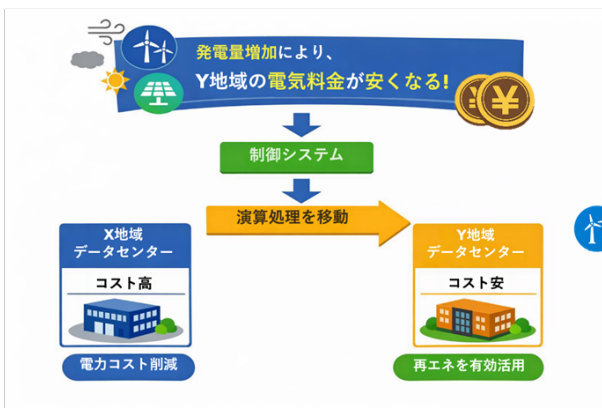 発電量増加により、
Y地域の電気料金が安くなる!
¥
制御システム
演算処理を移動
X地域
データセンター
コスト高
電力コスト削減
Y地域
データセンター
コスト安
再エネを有効活用